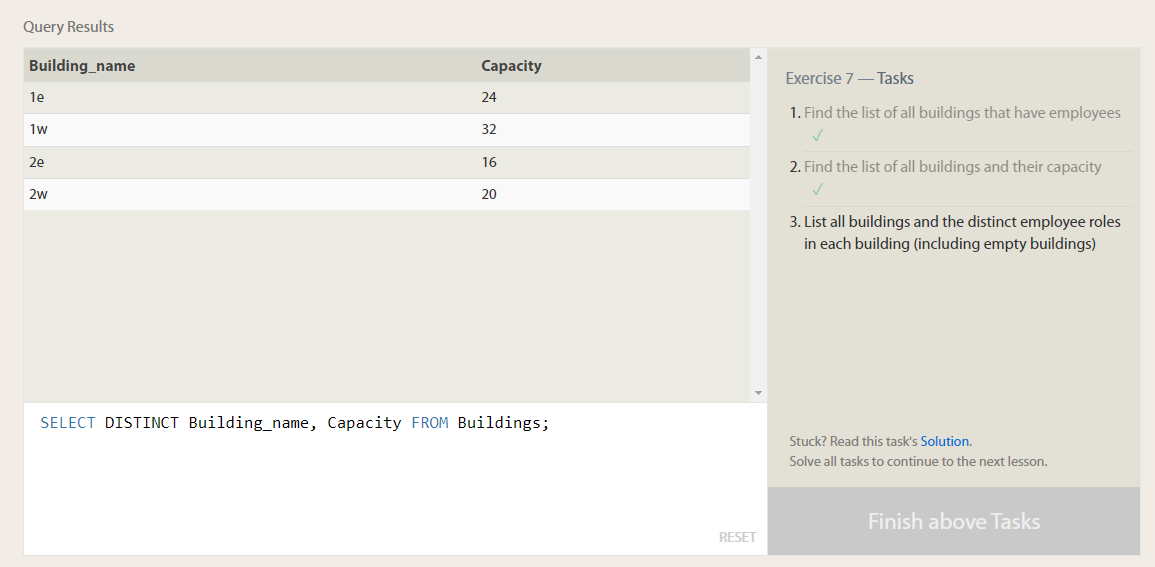 Query Results
Building_name Capacity
1e 24
1w 32
2e 16
2w 20
SELECT DISTINCT Building_name, Capacity FROM Buildings;
RESET
Exercise 7 — Tasks
1. Find the list of all buildings that have employees
✓
2. Find the list of all buildings and their capacity
✓
3. List all buildings and the distinct employee roles
in each building (including empty buildings)
Stuck? Read this task's Solution.
Solve all tasks to continue to the next lesson.
Finish above Tasks